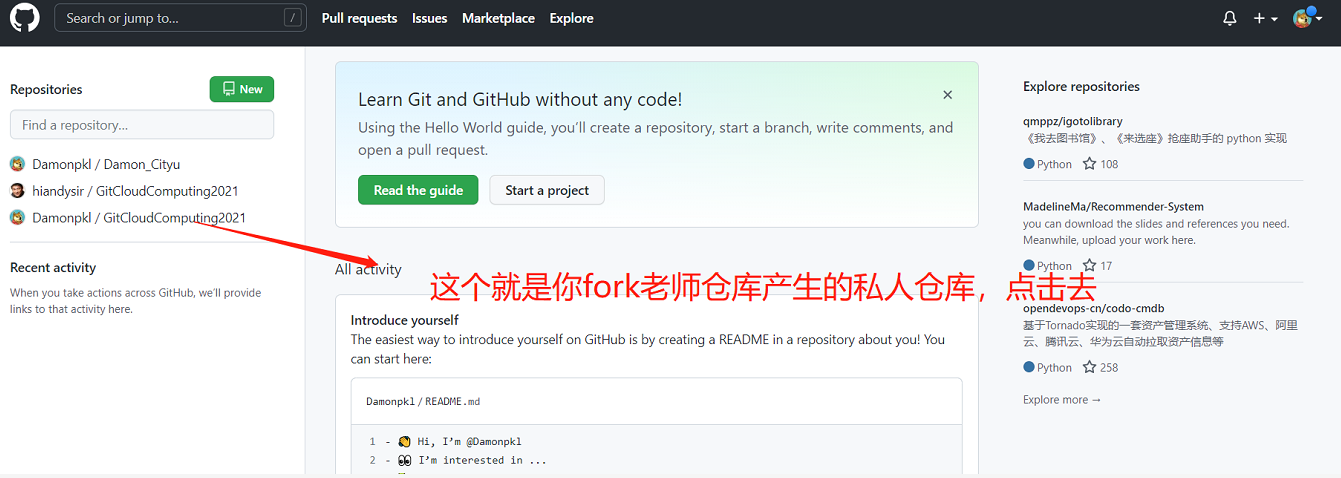 Search or jump to...
/
Pull requests
Issues
Marketplace
Explore
Repositories
New
Find a repository...
Damonpkl / Damon_Cityu
hiandysir / GitCloudComputing2021
Damonpkl / GitCloudComputing2021
Recent activity
When you take actions across GitHub, we'll provide
links to that activity here.
Learn Git and GitHub without any code!
Using the Hello World guide, you'll create a repository, start a branch, write comments, and
open a pull request.
Read the guide
Start a project
All activity
这个就是你fork老师仓库产生的私人仓库，点击去
Introduce yourself
The easiest way to introduce yourself on GitHub is by creating a README in a repository about you! You
can start here:
Damonpkl / README.md
1 - 👋 Hi, I'm @Damonpkl
2 - 👀 I'm interested in ...
Explore repositories
qmppz/igotolibrary
《我去图书馆》、《来选座》抢座助手的 python 实现
Python 108
MadelineMa/Recommender-System
you can download the slides and references you need.
Meanwhile, upload your work here.
Python 17
opendevops-cn/codo-cmdb
基于Tornado实现的一套资产管理系统、支持AWS、阿里
云、腾讯云、华为云自动拉取资产信息等
Python 258
Explore more →